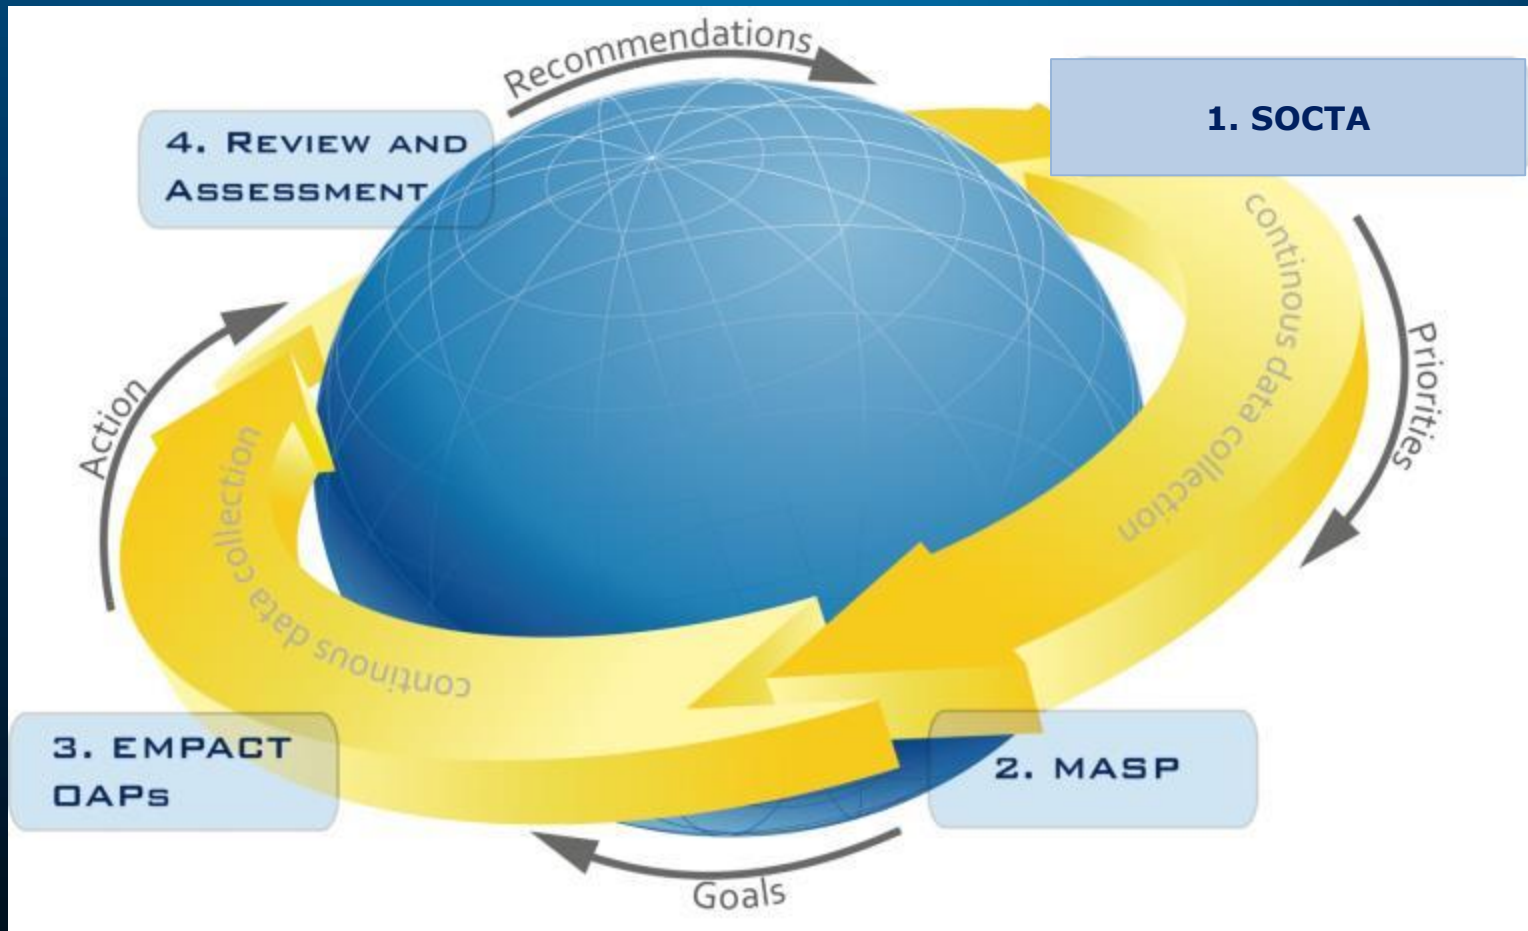 Recommendations
1. SOCTA
4. REVIEW AND
ASSESSMENT
continous data collection
Priorities
Action
continous data collection
3. EMPACT
OAPs
2. MASP
Goals